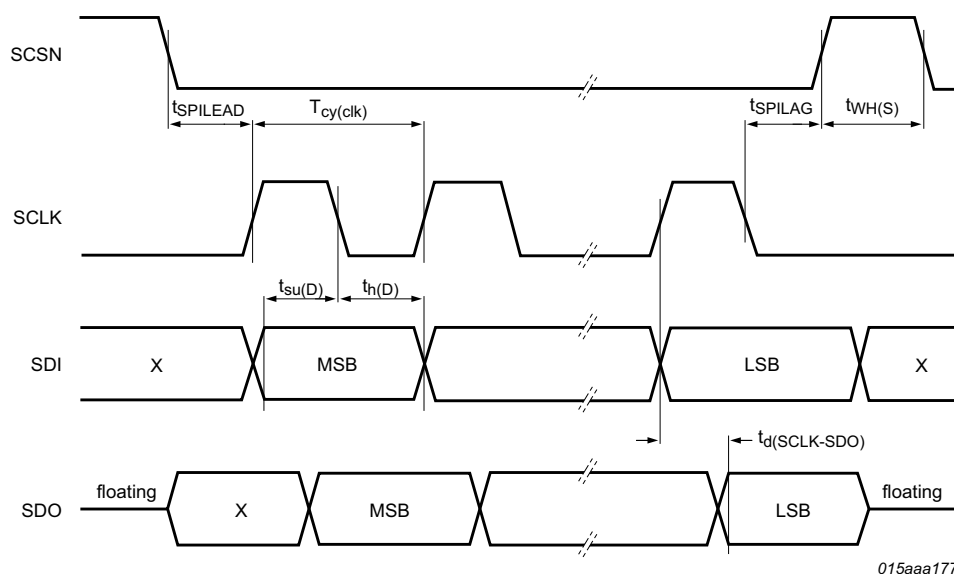 SCSN
tSPILEAD
Tcy(clk)
tSPILAG
tWH(S)
SCLK
tsu(D)
th(D)
SDI
X
MSB
LSB
X
td(SCLK-SDO)
SDO
floating
X
MSB
LSB
floating
015aaa177